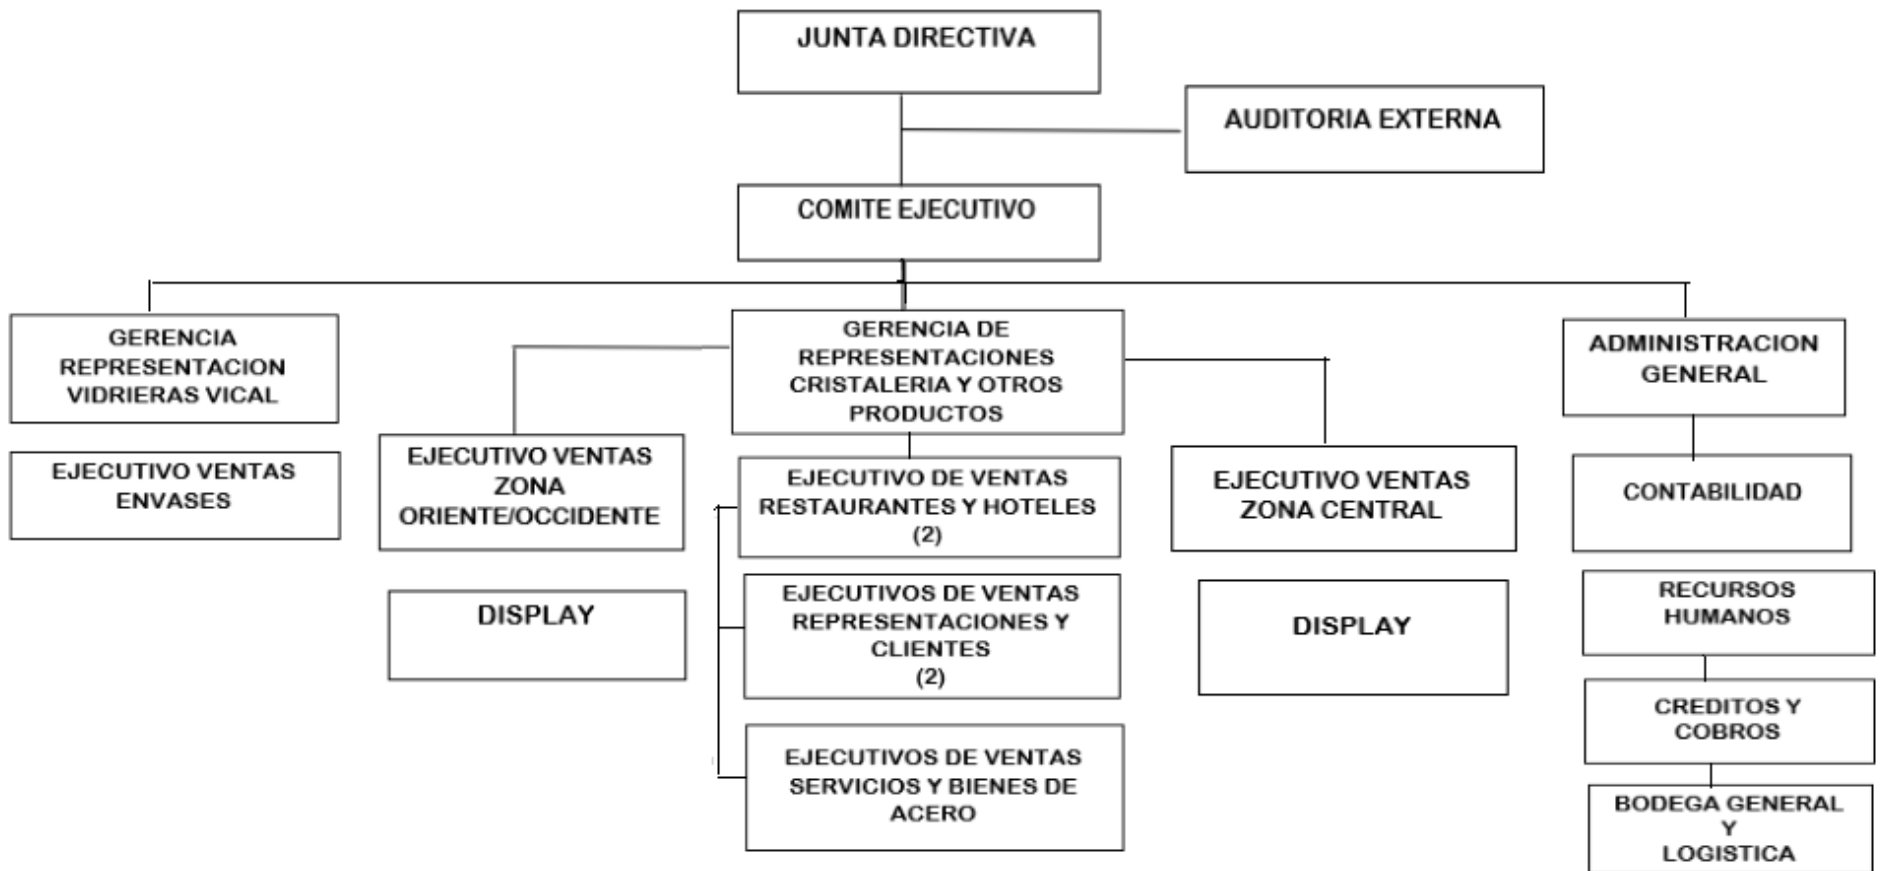 JUNTA DIRECTIVA
AUDITORIA EXTERNA
COMITE EJECUTIVO
GERENCIA
REPRESENTACION
VIDRIERAS VICAL
EJECUTIVO VENTAS
ENVASES
GERENCIA DE
REPRESENTACIONES
CRISTALERIA Y OTROS
PRODUCTOS
EJECUTIVO VENTAS
ZONA
ORIENTE/OCCIDENTE
DISPLAY
EJECUTIVO DE VENTAS
RESTAURANTES Y HOTELES
(2)
EJECUTIVOS DE VENTAS
REPRESENTACIONES Y
CLIENTES
(2)
EJECUTIVOS DE VENTAS
SERVICIOS Y BIENES DE
ACERO
EJECUTIVO VENTAS
ZONA CENTRAL
DISPLAY
ADMINISTRACION
GENERAL
CONTABILIDAD
RECURSOS
HUMANOS
CREDITOS Y
COBROS
BODEGA GENERAL
Y
LOGISTICA